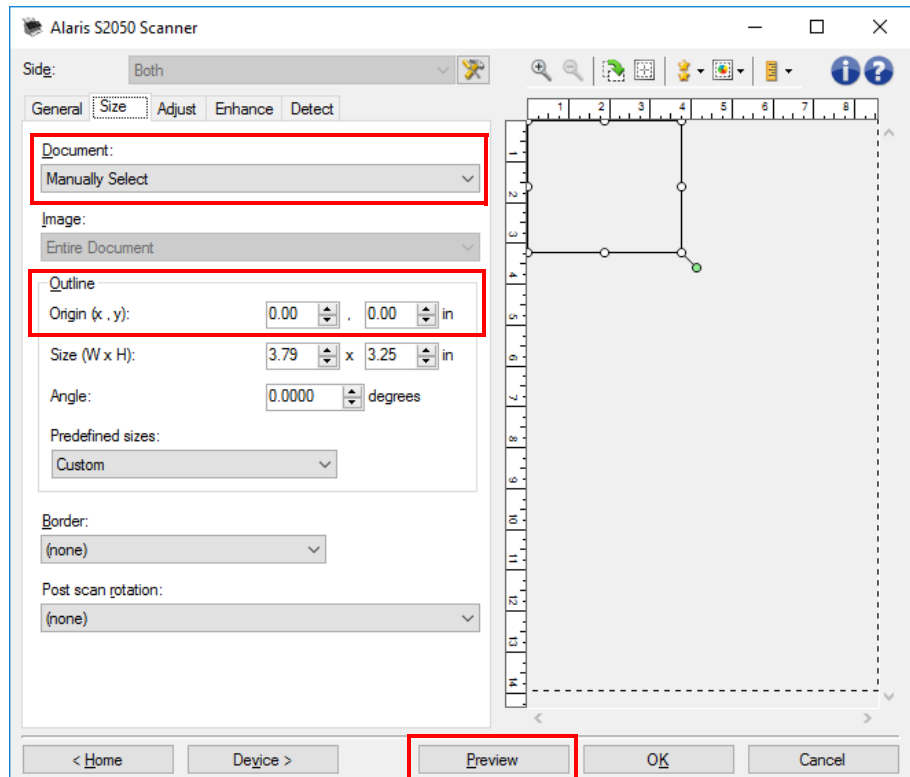 Alaris S2050 Scanner
Side: Both
General Size Adjust Enhance Detect
Document:
Manually Select
Image:
Entire Document
Outline
Origin (x , y): 0.00 , 0.00 in
Size (W x H): 3.79 x 3.25 in
Angle: 0.0000 degrees
Predefined sizes:
Custom
Border:
(none)
Post scan rotation:
(none)
1 2 3 4 5 6 7 8
1
2
3
4
5
6
7
8
9
10
11
12
13
14
< Home Device > Preview OK Cancel